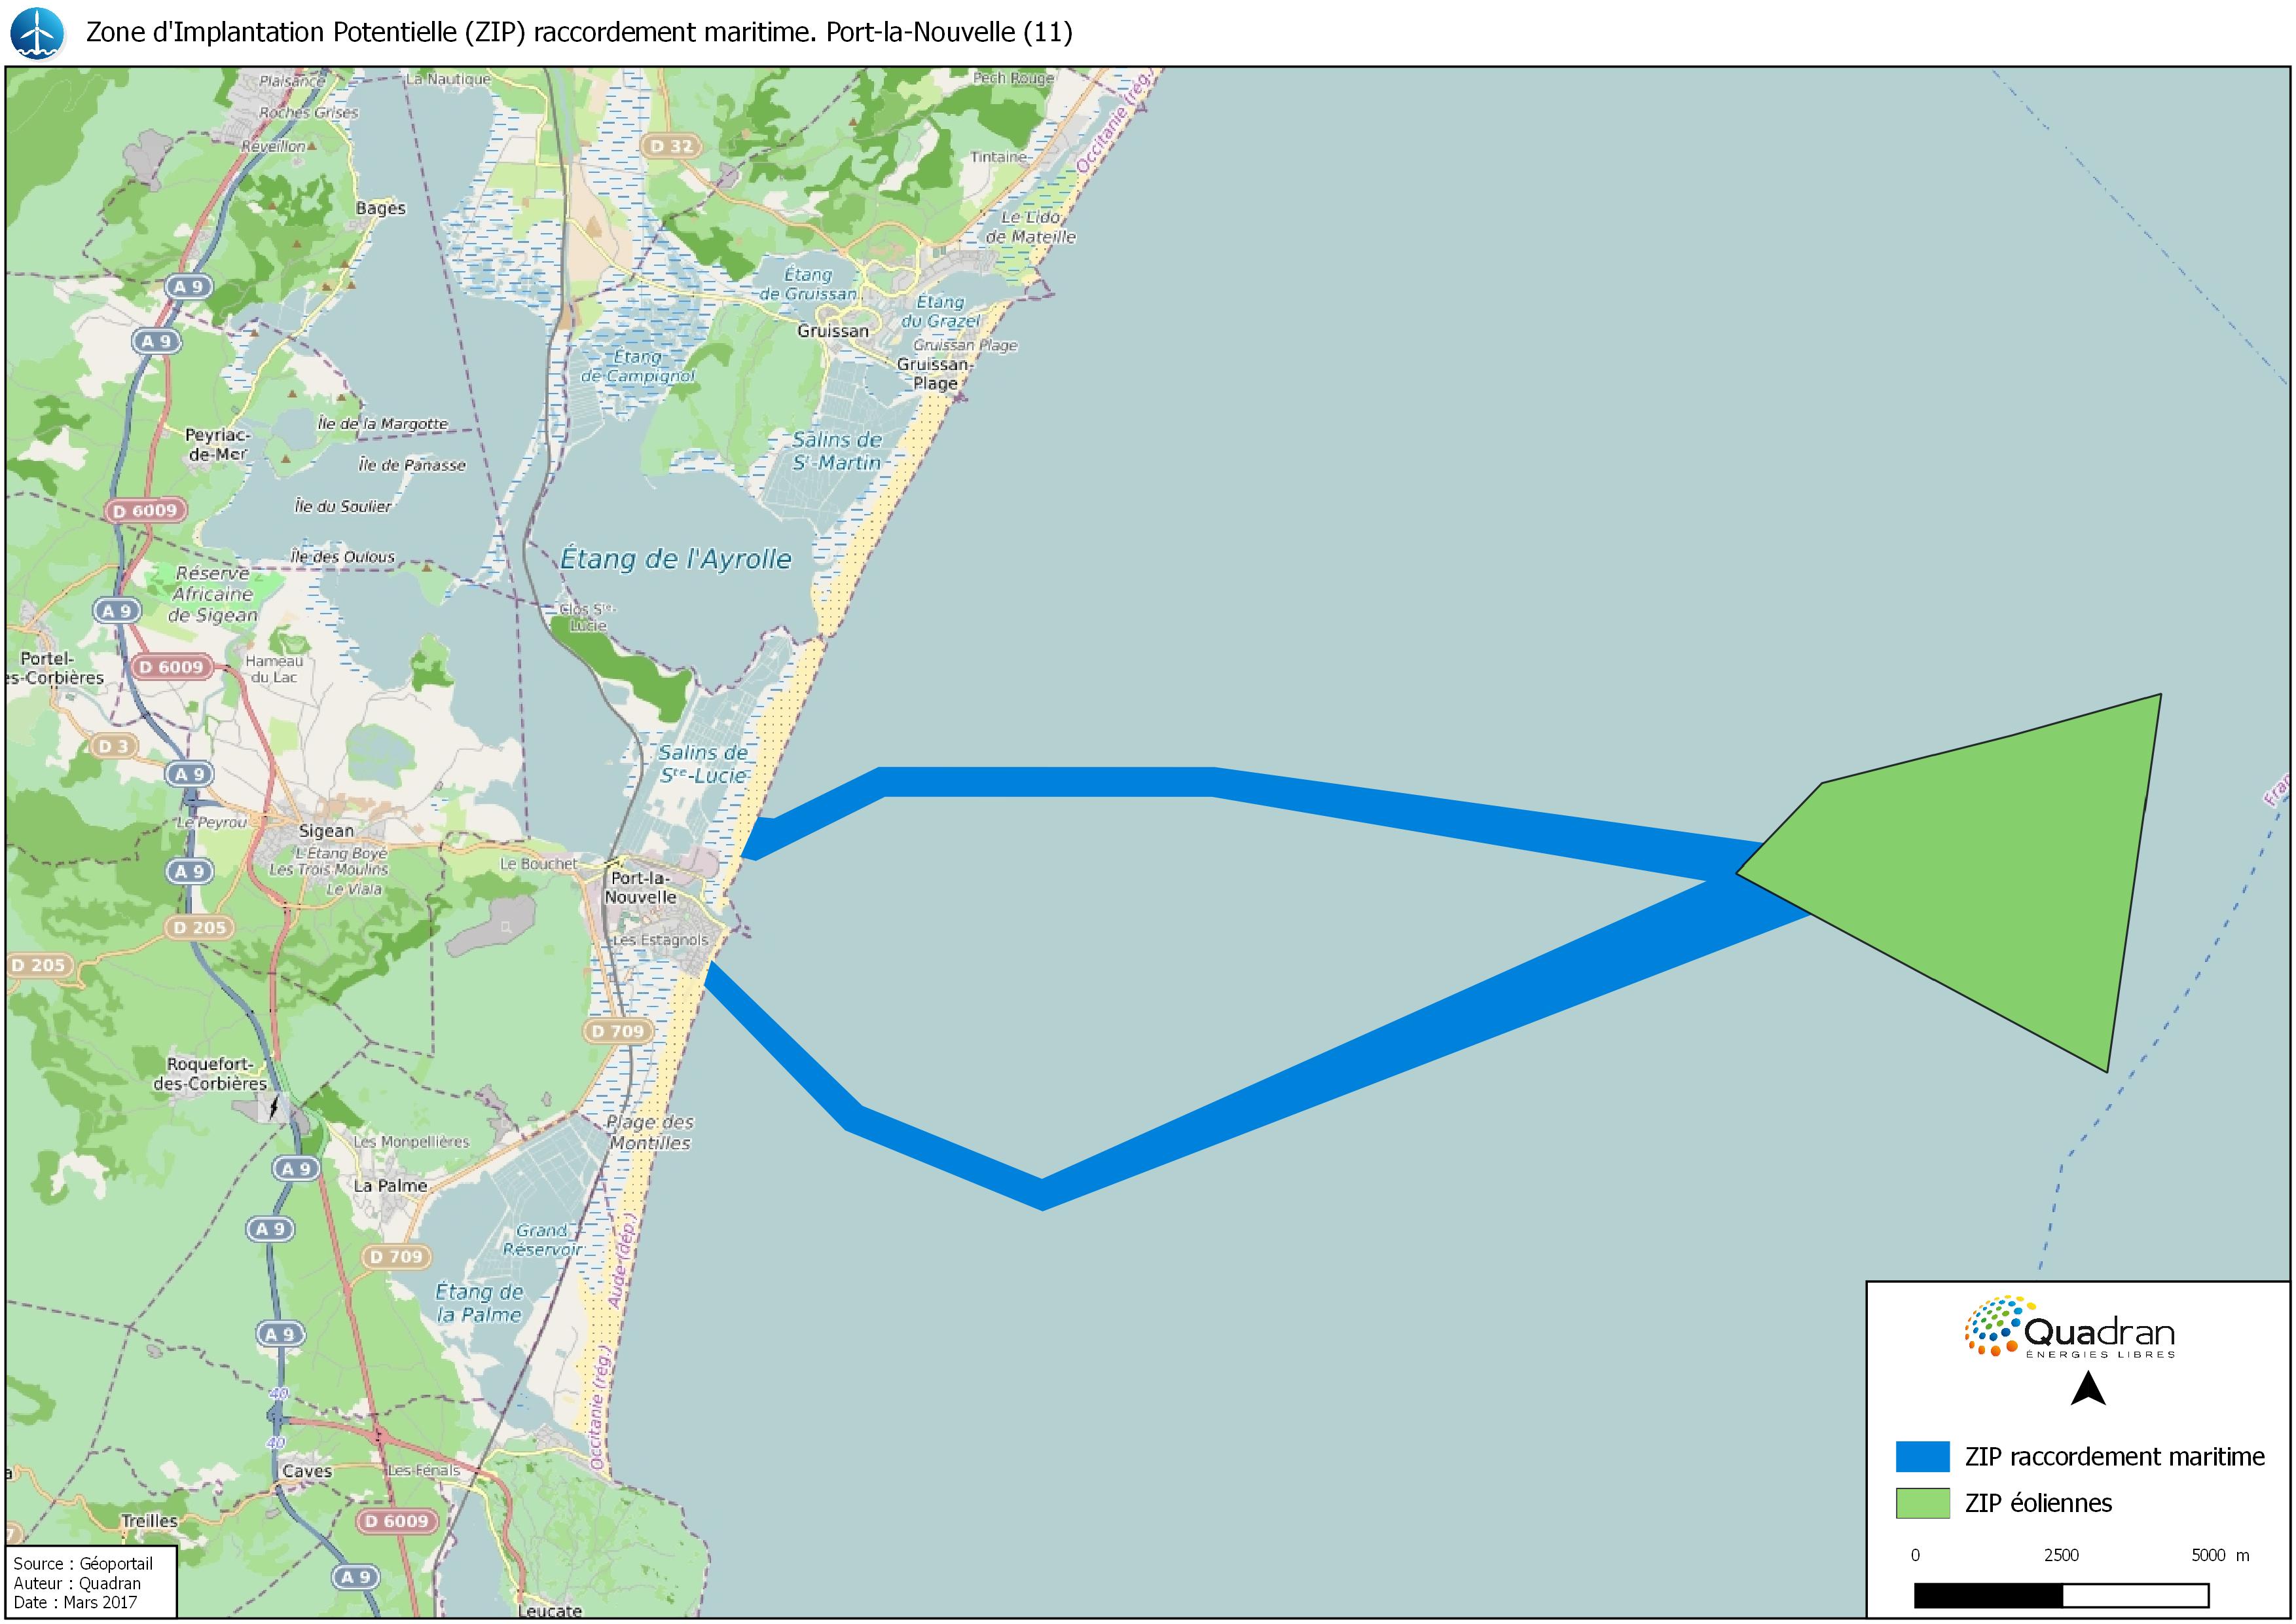 Zone d'Implantation Potentielle (ZIP) raccordement maritime. Port-la-Nouvelle (11)
Plaisance
La Nautique
Pech Rouge
Roches Grises
Réveillon
D 32
Tintaine
Occitanie (rég.)
Bages
Le Lido
de Mateille
A 9
Étang
de Gruissan
Étang
du Grazel
A 9
Gruissan
Gruissan Plage
Étang
de Campignol
Gruissan-
Plage
Île de la Margotte
Peyriac-
de-Mer
Salins de
St-Martin
Île de Panasse
D 6009
Île du Soulier
Île des Oulous
Étang de l'Ayrolle
Réserve
Africaine
de Sigean
A 9
Clos Ste-
Lucie
Portel-
es-Corbières
D 6009
Hameau
du Lac
D 3
A 9
Salins de
Ste-Lucie
Fran
Le Peyrou
Sigean
L'Étang Boyé
Les Trois Moulins
Le Viala
A 9
Le Bouchet
Port-la-
Nouvelle
D 205
Les Estagnols
D 205
D 709
Roquefort-
des-Corbières
Plage des
Montilles
Les Monpellières
A 9
La Palme
A 9
Grand
Réservoir
D 709
Aude (dép.)
Étang de
la Palme
A 9
Occitanie (rég.)
40
40
Caves
Les Fénals
a
Treilles
D 6009
7
A 9
Leucate
Source : Géoportail
Auteur : Quadran
Date : Mars 2017
Quadran
ÉNERGIES LIBRES
ZIP raccordement maritime
ZIP éoliennes
0 2500 5000 m